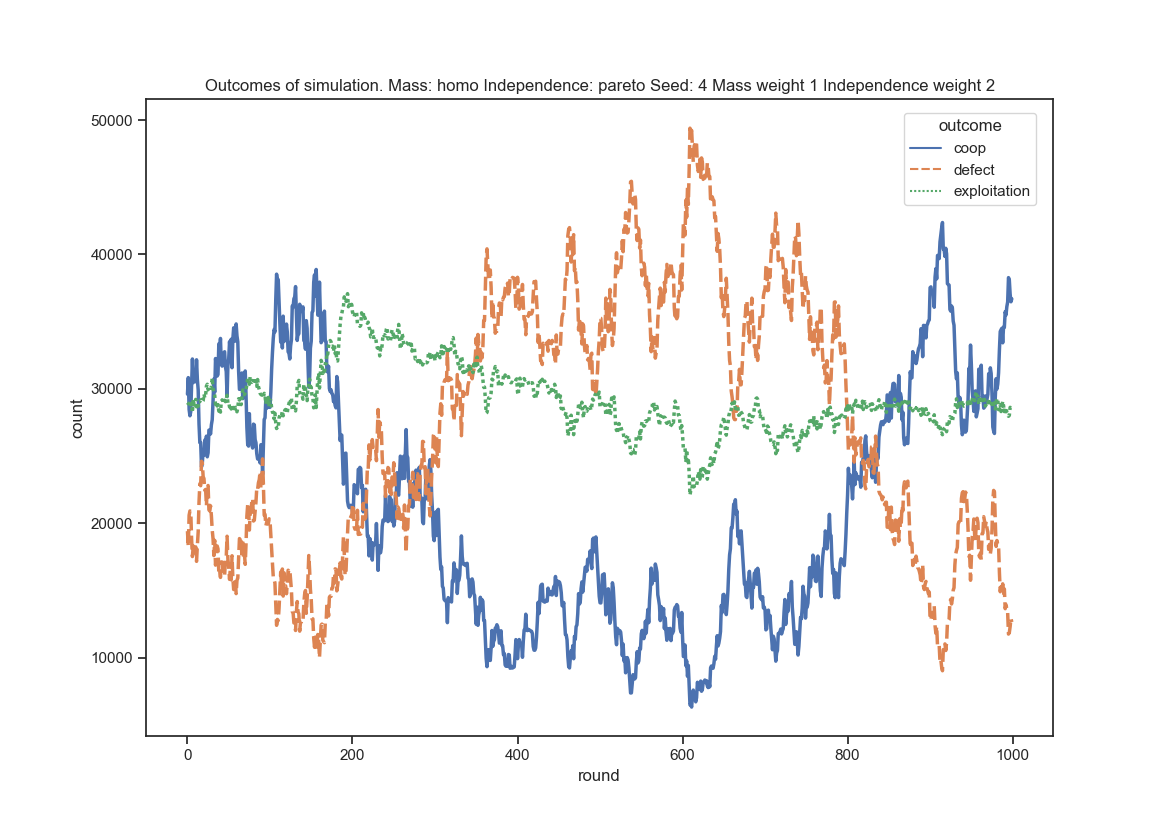 Outcomes of simulation. Mass: homo Independence: pareto Seed: 4 Mass weight 1 Independence weight 2
outcome
coop
defect
exploitation
count
50000
40000
30000
20000
10000
0 200 400 600 800 1000
round